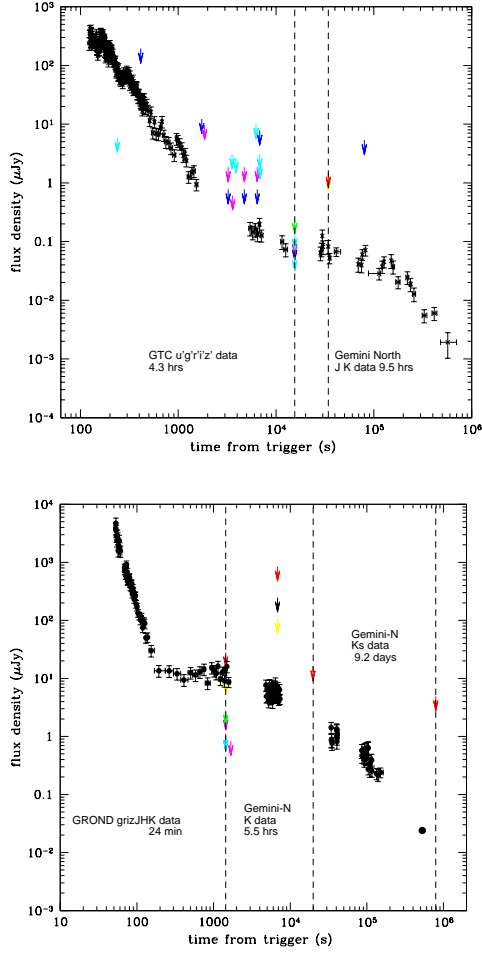 10³
10²
10¹
1
0.1
10⁻²
10⁻³
10⁻⁴
flux density (μJy)
GTC u'g'r'i'z' data
4.3 hrs
Gemini North
J K data 9.5 hrs
100
1000
10⁴
10⁵
10⁶
time from trigger (s)
10⁴
10³
10²
10¹
1
0.1
10⁻²
10⁻³
flux density (μJy)
Gemini-N
Ks data
9.2 days
GROND grizJHK data
24 min
Gemini-N
K data
5.5 hrs
10
100
1000
10⁴
10⁵
10⁶
time from trigger (s)